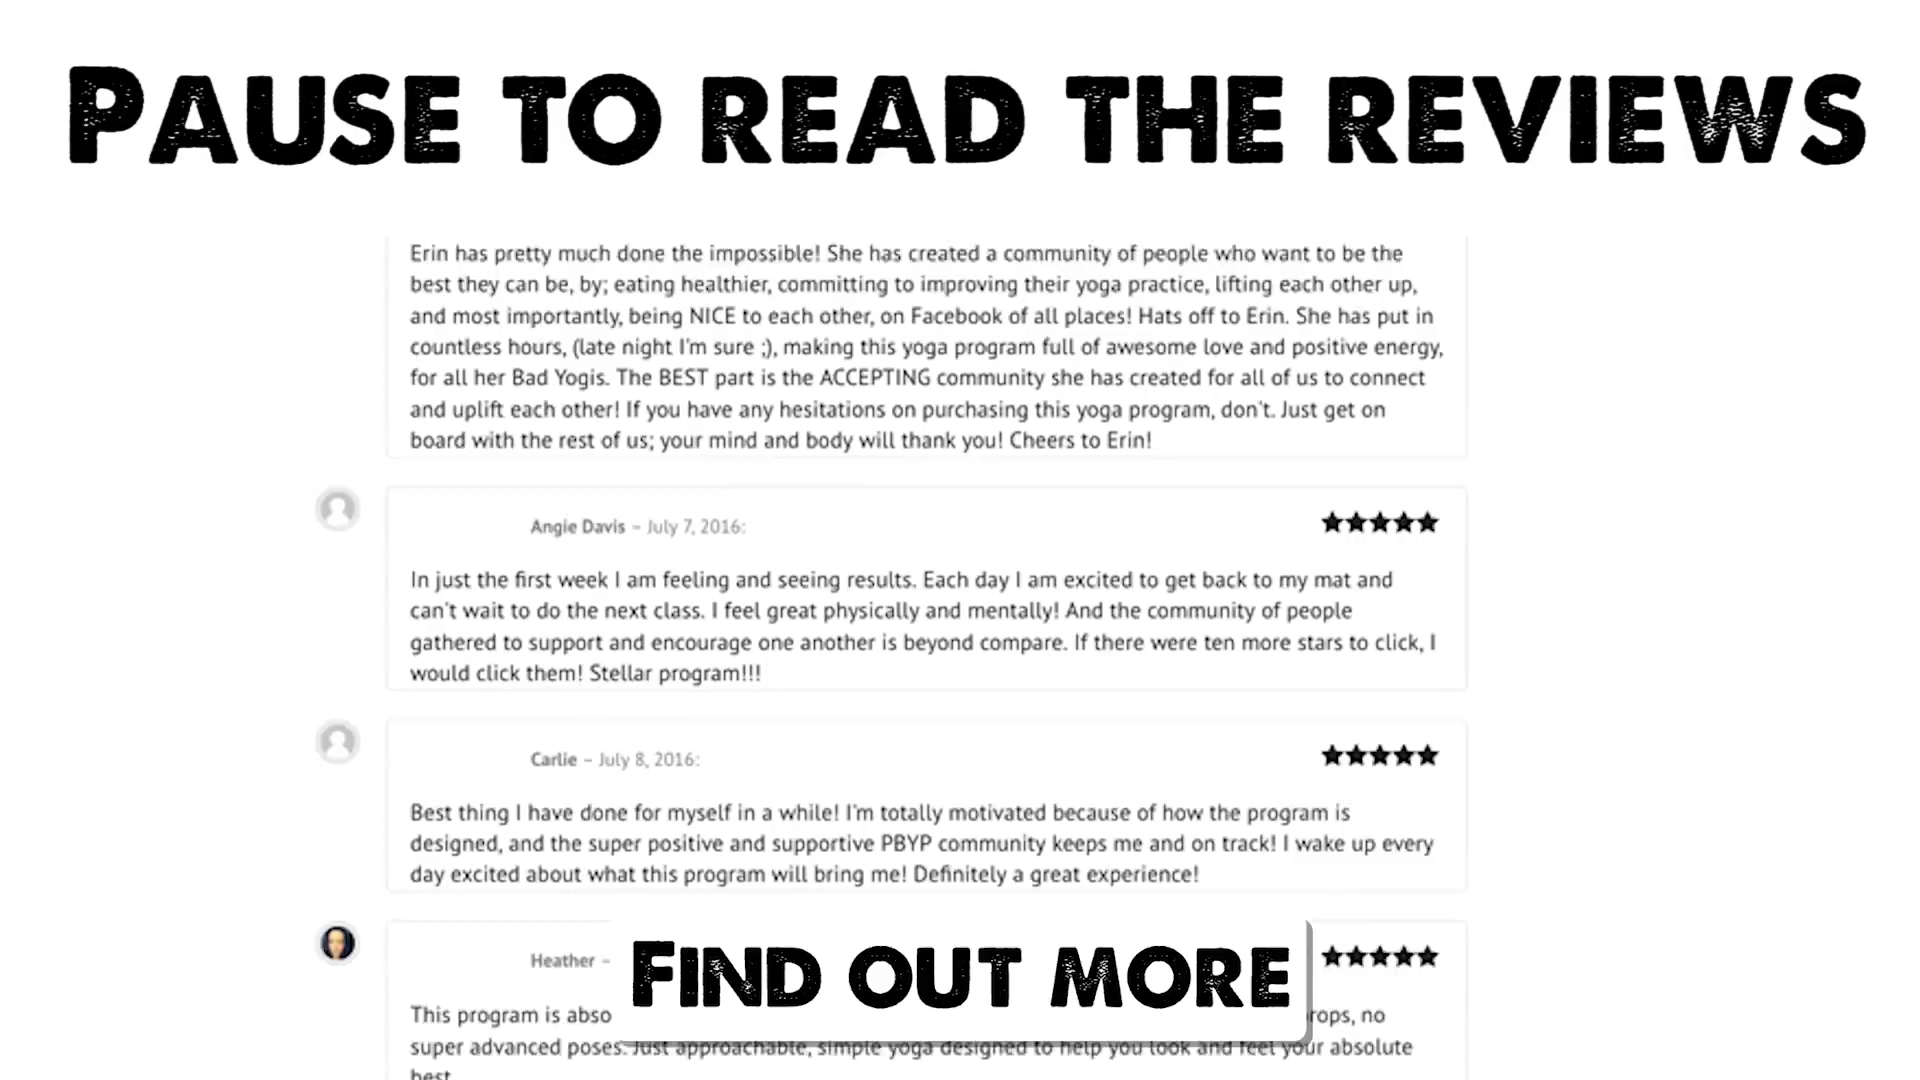 PAUSE TO READ THE REVIEWS
Erin has pretty much done the impossible! She has created a community of people who want to be the
best they can be, by; eating healthier, committing to improving their yoga practice, lifting each other up,
and most importantly, being NICE to each other, on Facebook of all places! Hats off to Erin. She has put in
countless hours, (late night I'm sure ;), making this yoga program full of awesome love and positive energy,
for all her Bad Yogis. The BEST part is the ACCEPTING community she has created for all of us to connect
and uplift each other! If you have any hesitations on purchasing this yoga program, don't. Just get on
board with the rest of us; your mind and body will thank you! Cheers to Erin!
Angie Davis – July 7, 2016:
In just the first week I am feeling and seeing results. Each day I am excited to get back to my mat and
can't wait to do the next class. I feel great physically and mentally! And the community of people
gathered to support and encourage one another is beyond compare. If there were ten more stars to click, I
would click them! Stellar program!!!
Carlie – July 8, 2016:
Best thing I have done for myself in a while! I'm totally motivated because of how the program is
designed, and the super positive and supportive PBYP community keeps me and on track! I wake up every
day excited about what this program will bring me! Definitely a great experience!
Heather –
FIND OUT MORE
This program is abso rops, no
super advanced poses. Just approachable, simple yoga designed to help you look and feel your absolute
best